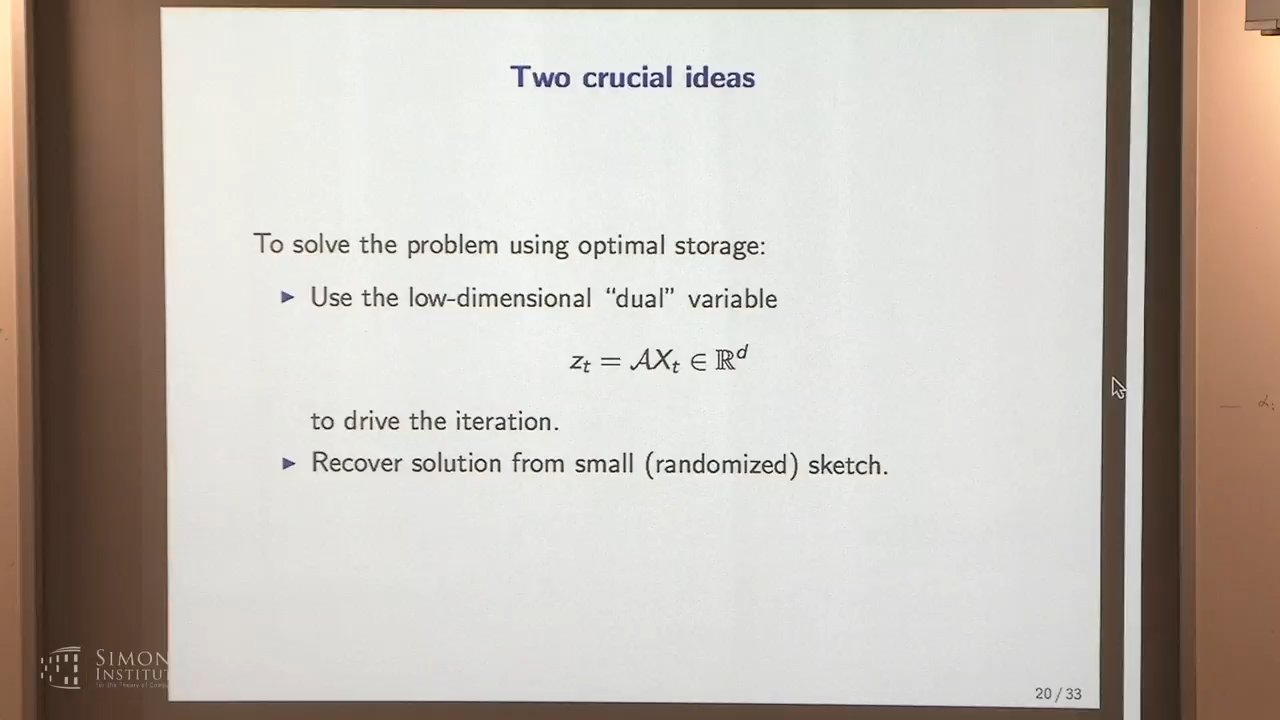 Two crucial ideas
To solve the problem using optimal storage:
▶ Use the low-dimensional “dual” variable
z_t = 𝒜X_t ∈ ℝ^d
to drive the iteration.
▶ Recover solution from small (randomized) sketch.
SIMON
INSTITUT
20 / 33